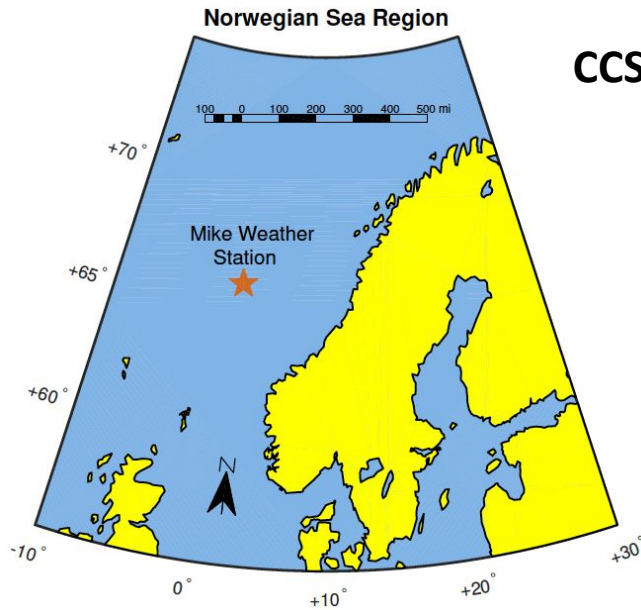 Norwegian Sea Region
CCS
100 0 100 200 300 400 500 mi
+70°
Mike Weather
Station
+65°
+60°
N
-10°
0°
+10°
+20°
+30°